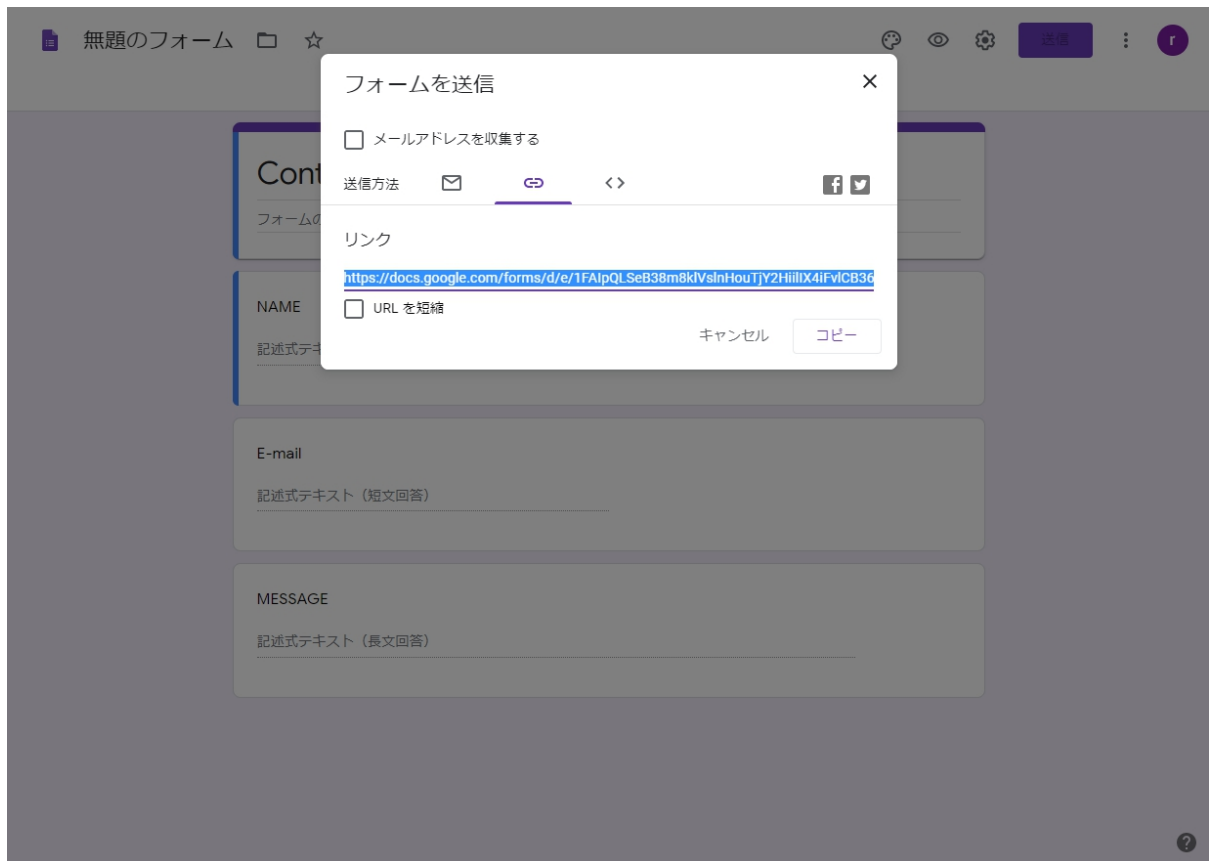 無題のフォーム
送信
r
フォームを送信
メールアドレスを収集する
送信方法
リンク
https://docs.google.com/forms/d/e/1FAIpQLSeB38m8klVslnHouTjY2HiilIX4iFvlCB36
URL を短縮
キャンセル
コピー
Cont
フォームの
NAME
記述式テキ
E-mail
記述式テキスト（短文回答）
MESSAGE
記述式テキスト（長文回答）